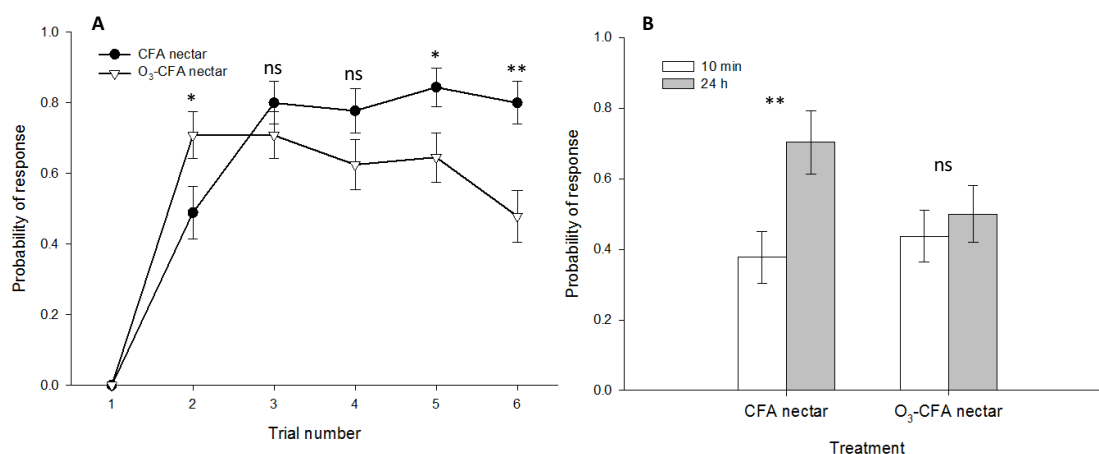 A
CFA nectar
O₃-CFA nectar
*
ns
ns
*
**
1.0
0.8
0.6
0.4
0.2
0.0
Probability of response
1 2 3 4 5 6
Trial number
B
10 min
24 h
**
ns
1.0
0.8
0.6
0.4
0.2
0.0
Probability of response
CFA nectar O₃-CFA nectar
Treatment